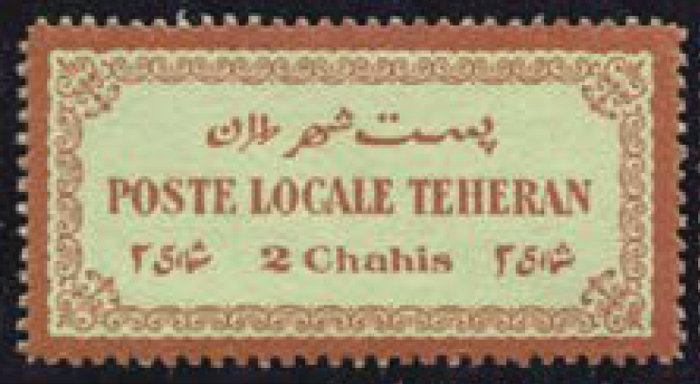 پست شهر طهران
POSTE LOCALE TEHERAN
۲ شاهی 2 Chahis ۲ شاهی